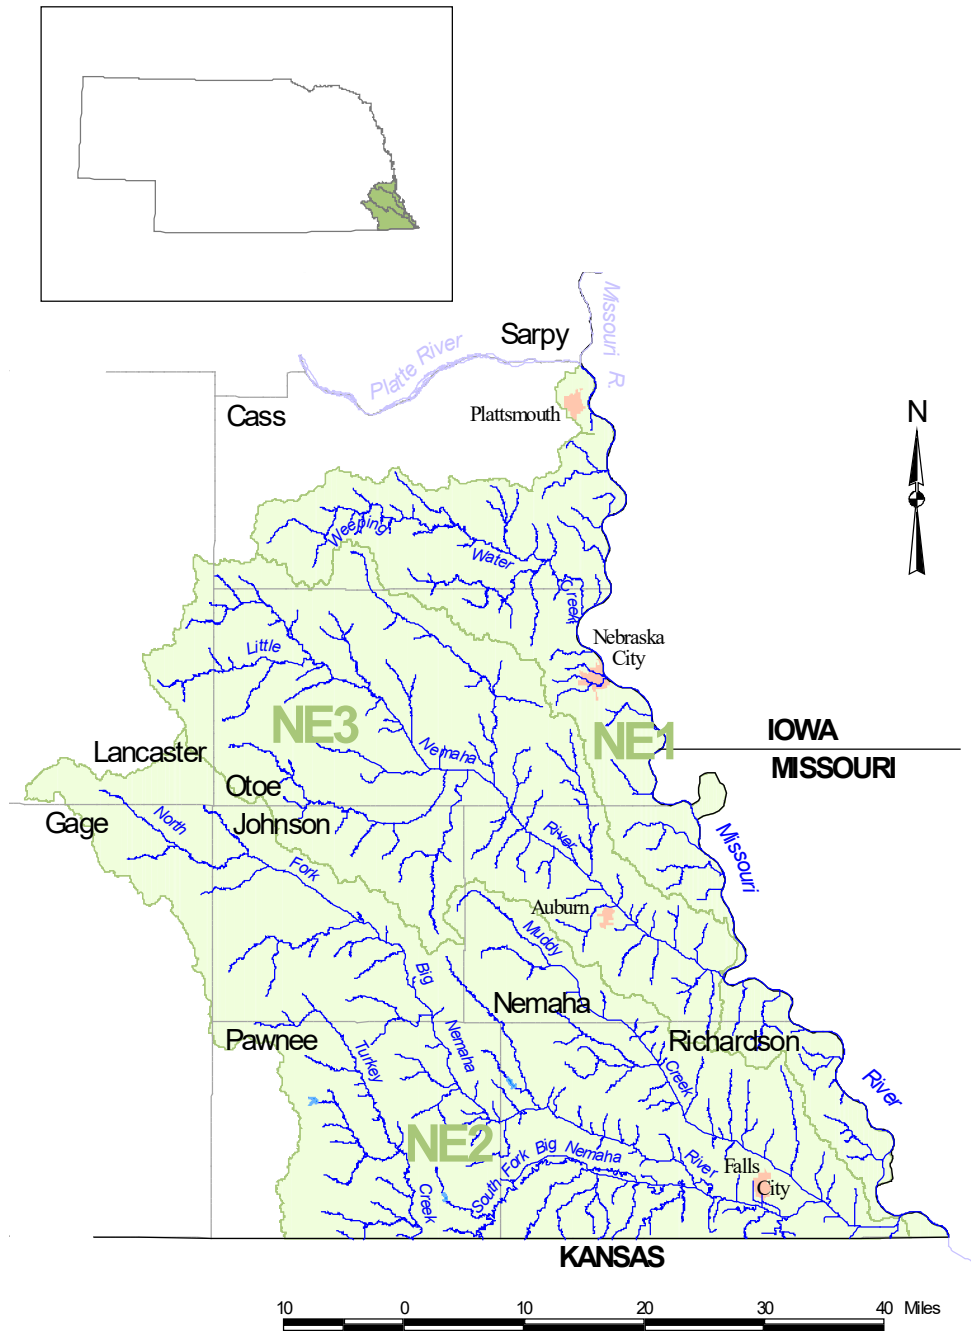 Missouri R.
Sarpy
Platte River
Cass
Plattsmouth
N
Weeping
Water
Creek
Nebraska
City
Little
NE3
NE1
Nemaha
IOWA
MISSOURI
Lancaster
Otoe
Gage
Johnson
North
Fork
River
Missouri
Auburn
Muddy
Big
Nemaha
Richardson
Pawnee
Turkey
Nemaha
Creek
River
NE2
South Fork Big Nemaha
River
Falls
City
Creek
KANSAS
10 0 10 20 30 40 Miles